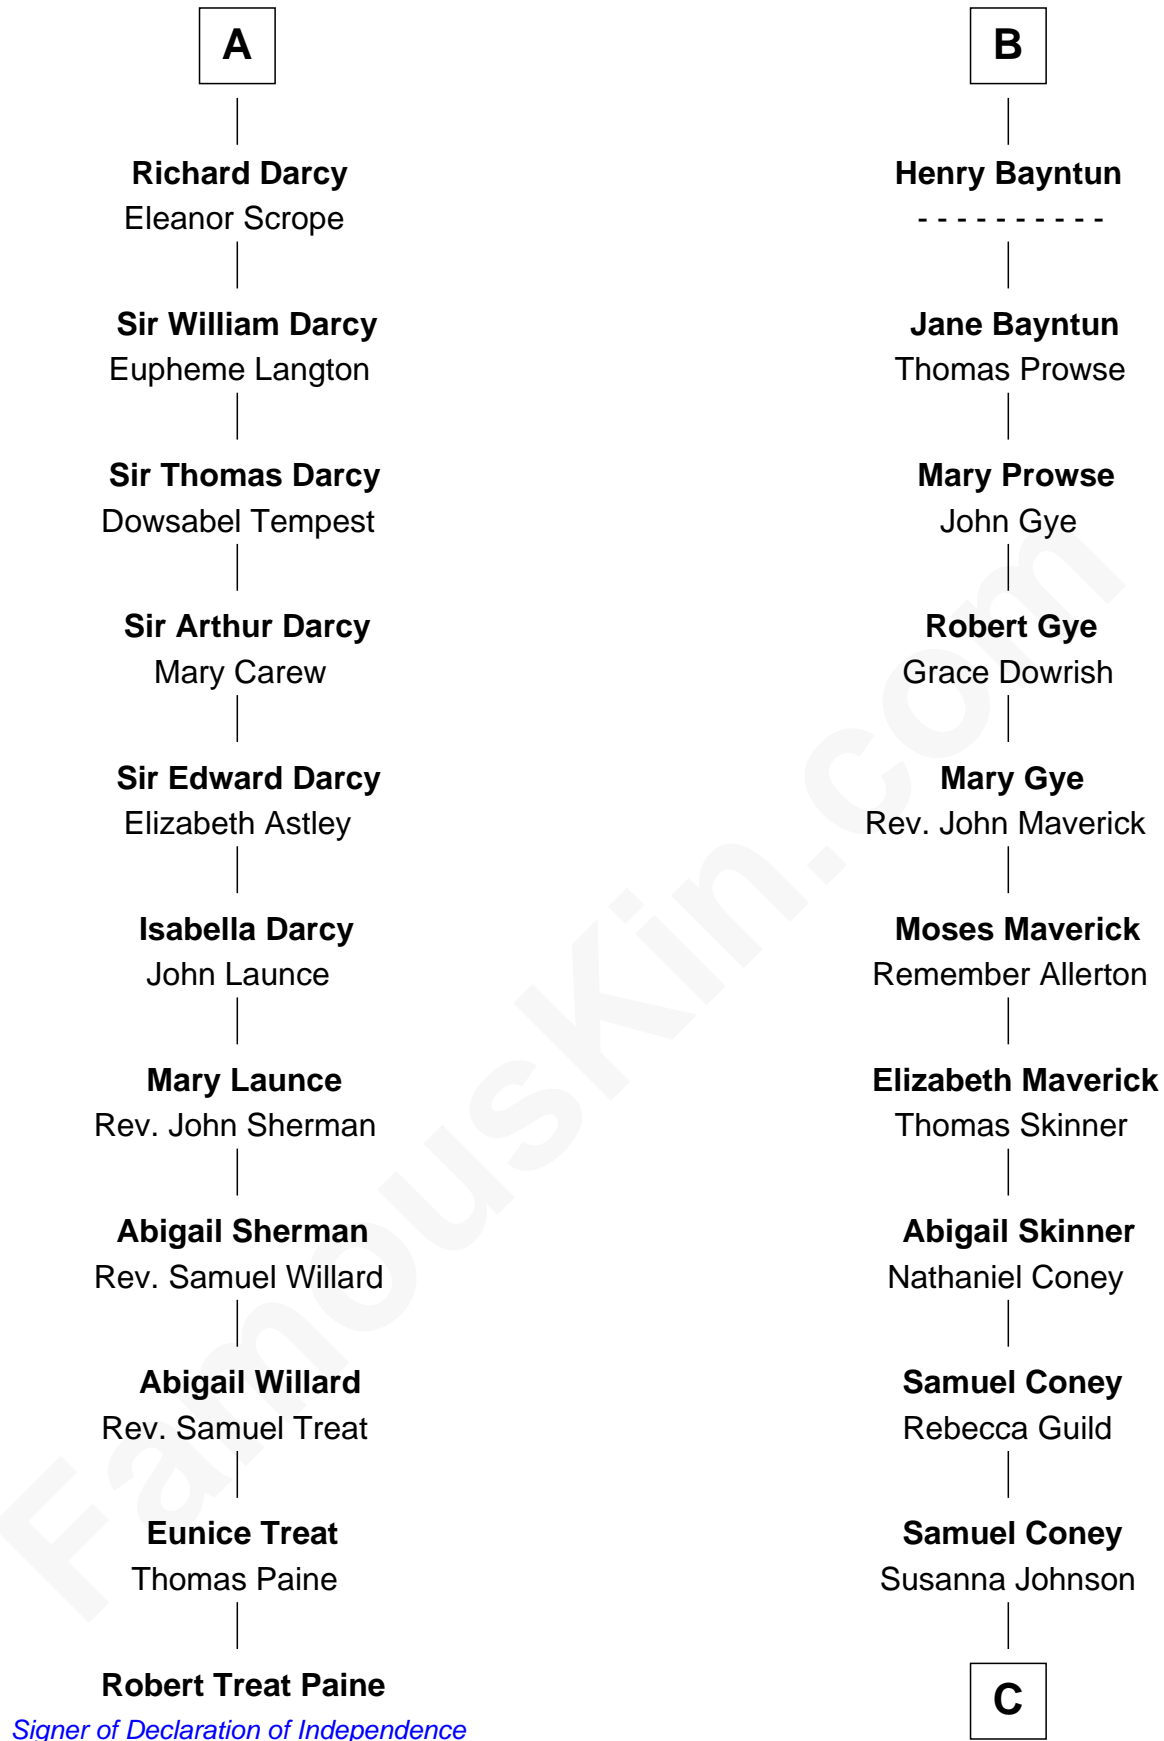 A
Richard Darcy
Eleanor Scrope
Sir William Darcy
Eupheme Langton
Sir Thomas Darcy
Dowsabel Tempest
Sir Arthur Darcy
Mary Carew
Sir Edward Darcy
Elizabeth Astley
Isabella Darcy
John Launce
Mary Launce
Rev. John Sherman
Abigail Sherman
Rev. Samuel Willard
Abigail Willard
Rev. Samuel Treat
Eunice Treat
Thomas Paine
Robert Treat Paine
Signer of Declaration of Independence
B
Henry Bayntun
- - - - - - - - - -
Jane Bayntun
Thomas Prowse
Mary Prowse
John Gye
Robert Gye
Grace Dowrish
Mary Gye
Rev. John Maverick
Moses Maverick
Remember Allerton
Elizabeth Maverick
Thomas Skinner
Abigail Skinner
Nathaniel Coney
Samuel Coney
Rebecca Guild
Samuel Coney
Susanna Johnson
C
FamousKin.com